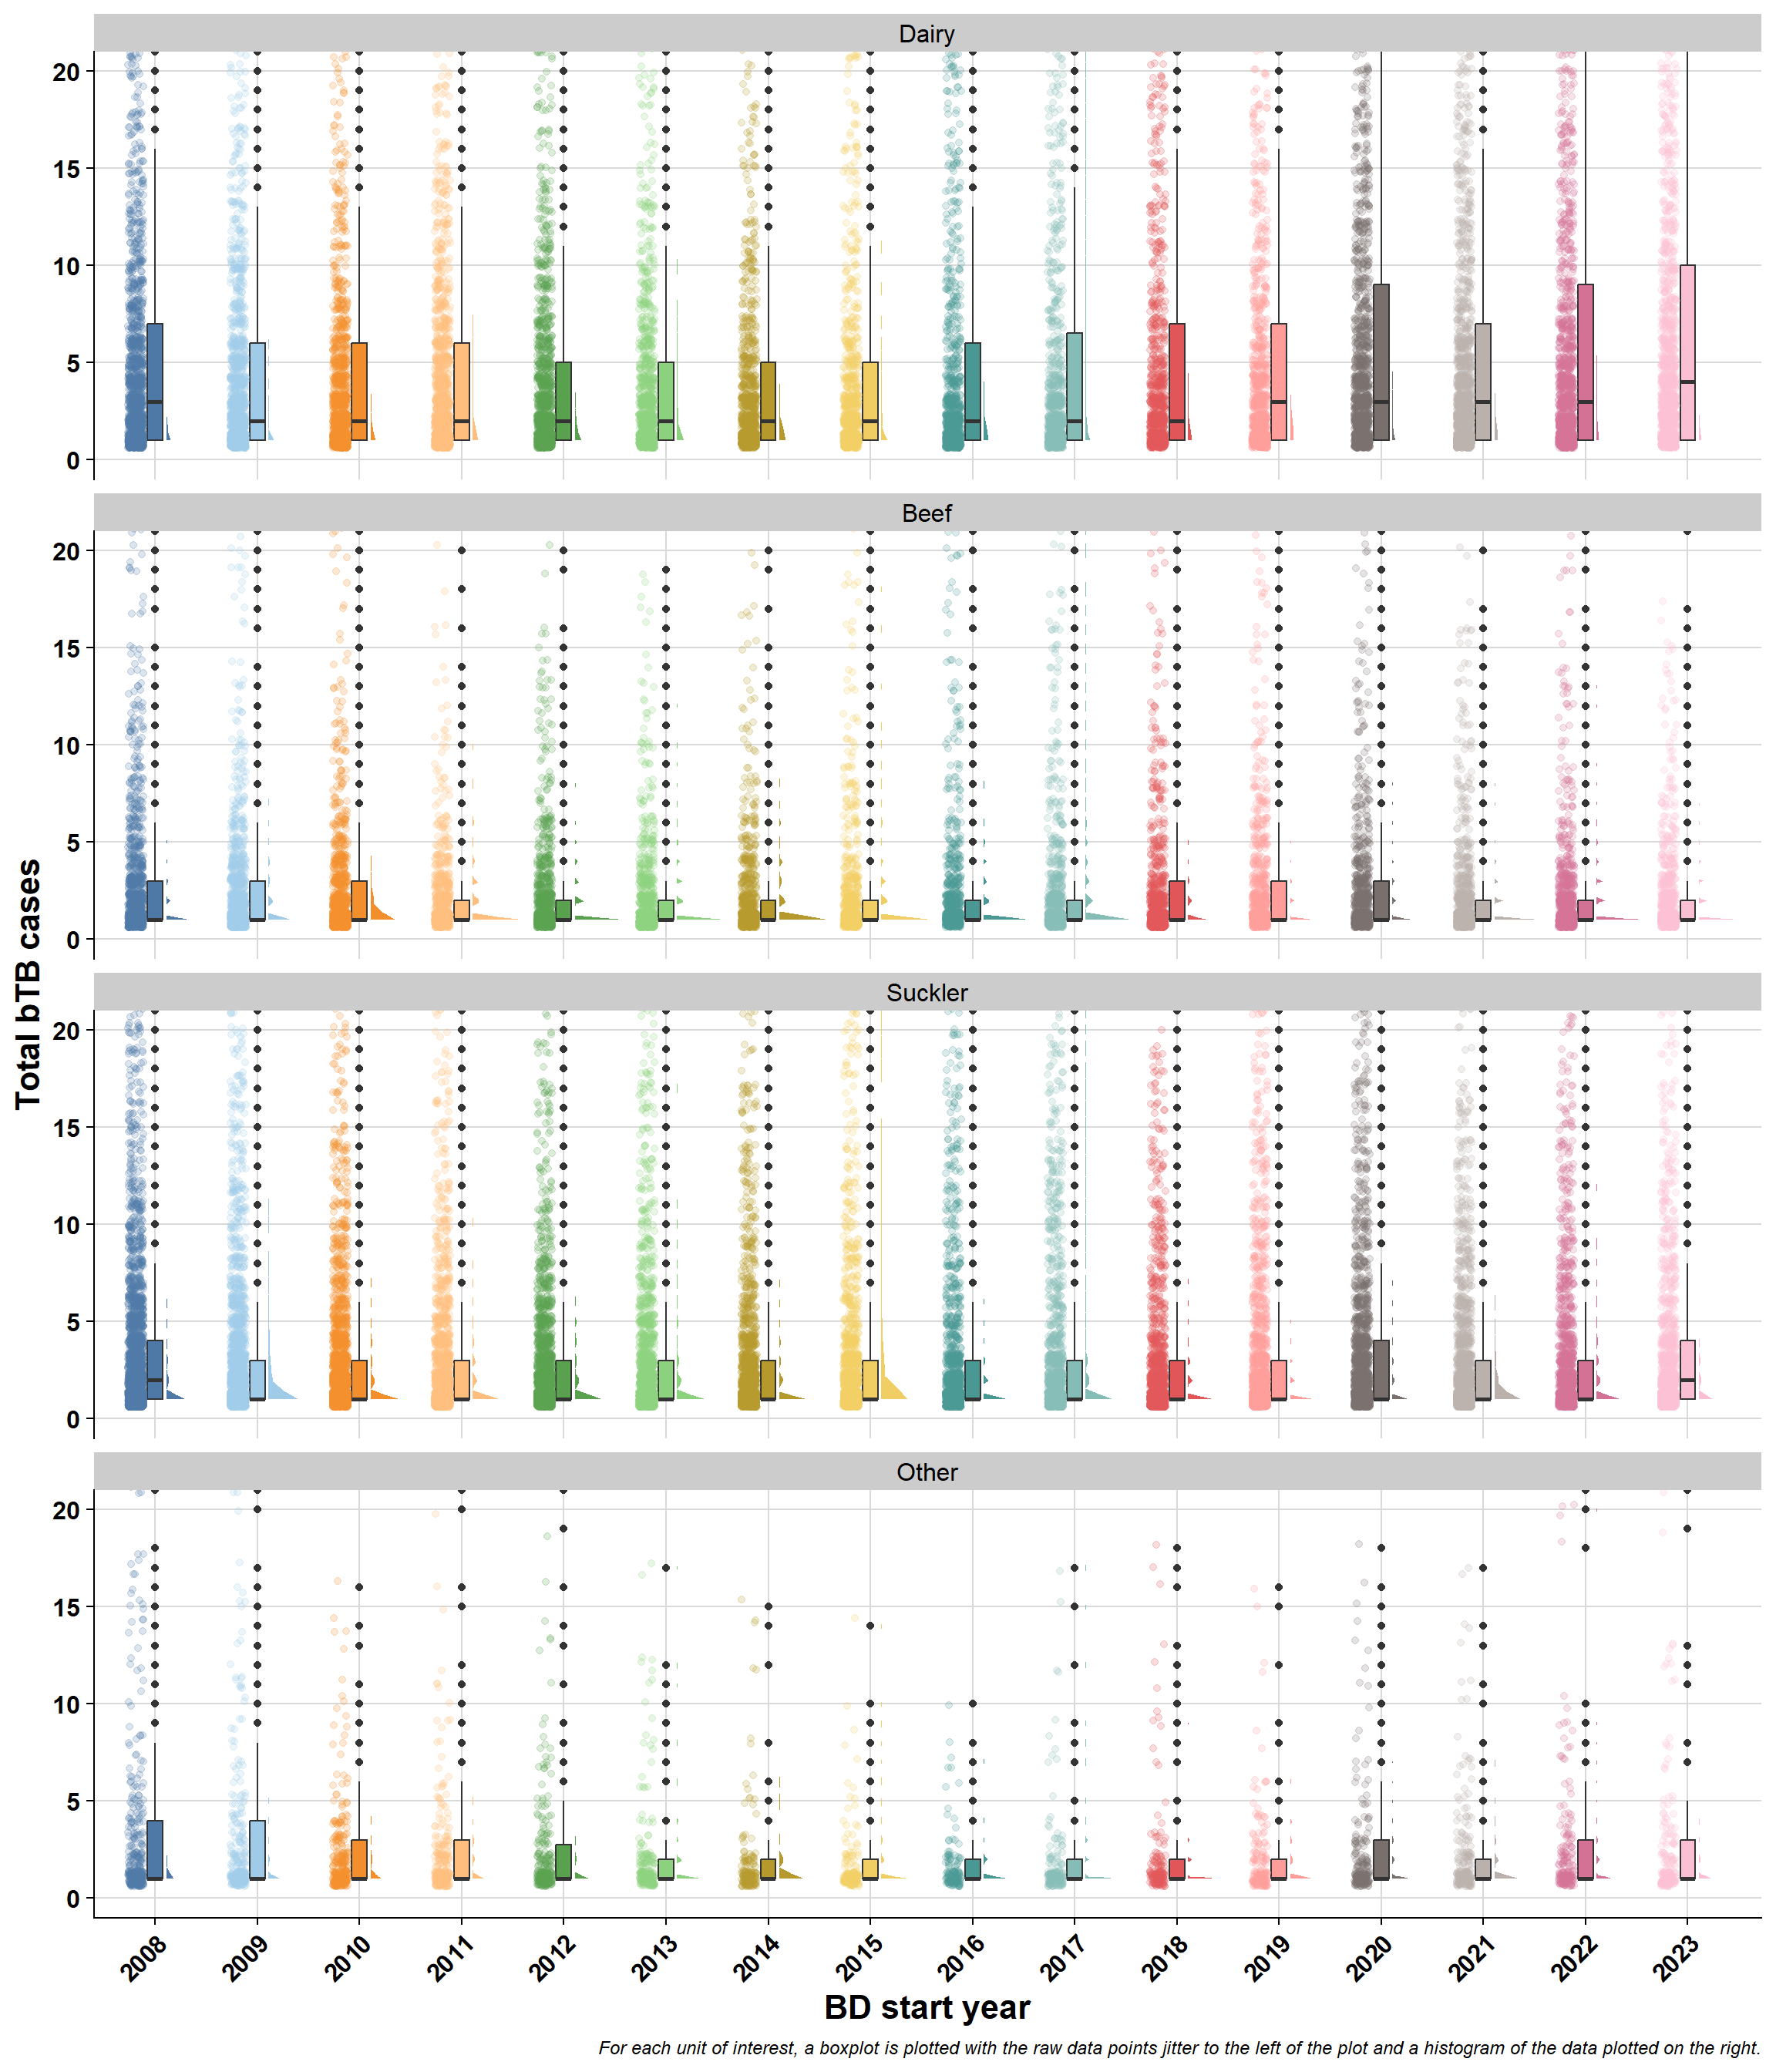 Dairy
20
15
10
5
0
Beef
20
15
10
5
0
Suckler
20
15
10
5
0
Other
20
15
10
5
0
Total bTB cases
2008 2009 2010 2011 2012 2013 2014 2015 2016 2017 2018 2019 2020 2021 2022 2023
BD start year
For each unit of interest, a boxplot is plotted with the raw data points jitter to the left of the plot and a histogram of the data plotted on the right.